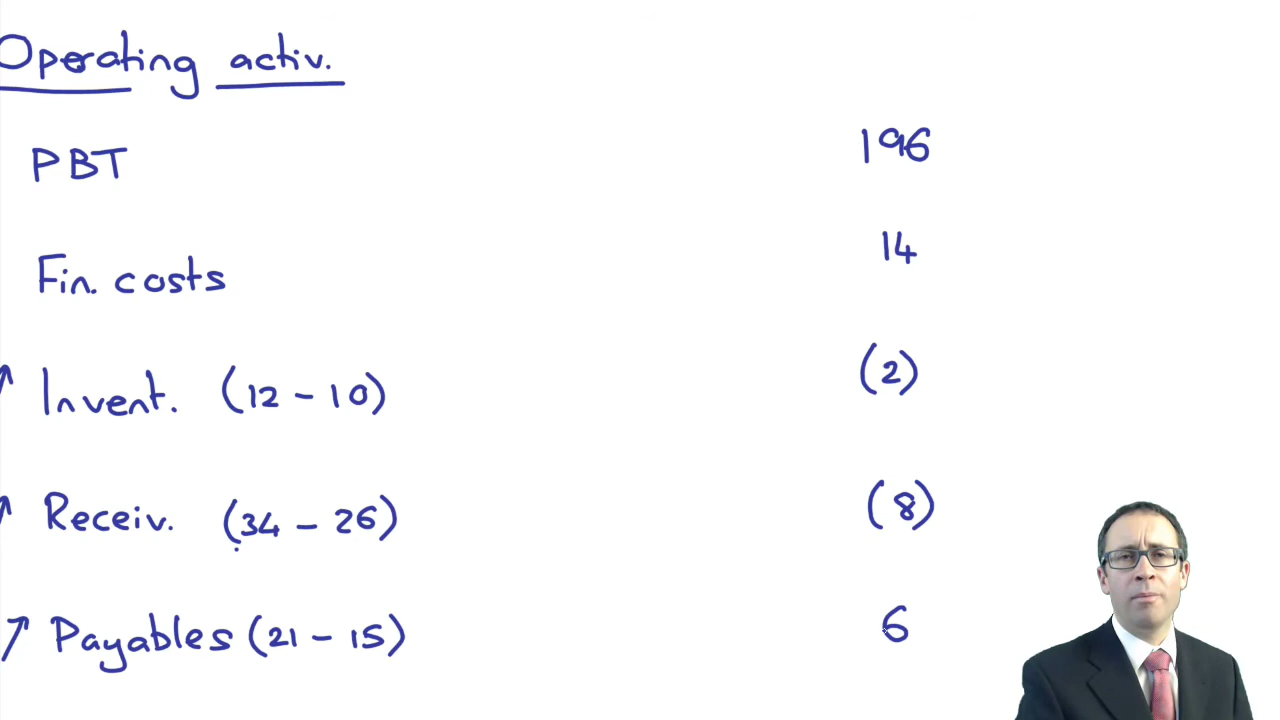 Operating activ.
PBT 196
Fin. costs 14
↑ Invent. (12 - 10) (2)
↑ Receiv. (34 - 26) (8)
↑ Payables (21 - 15) 6